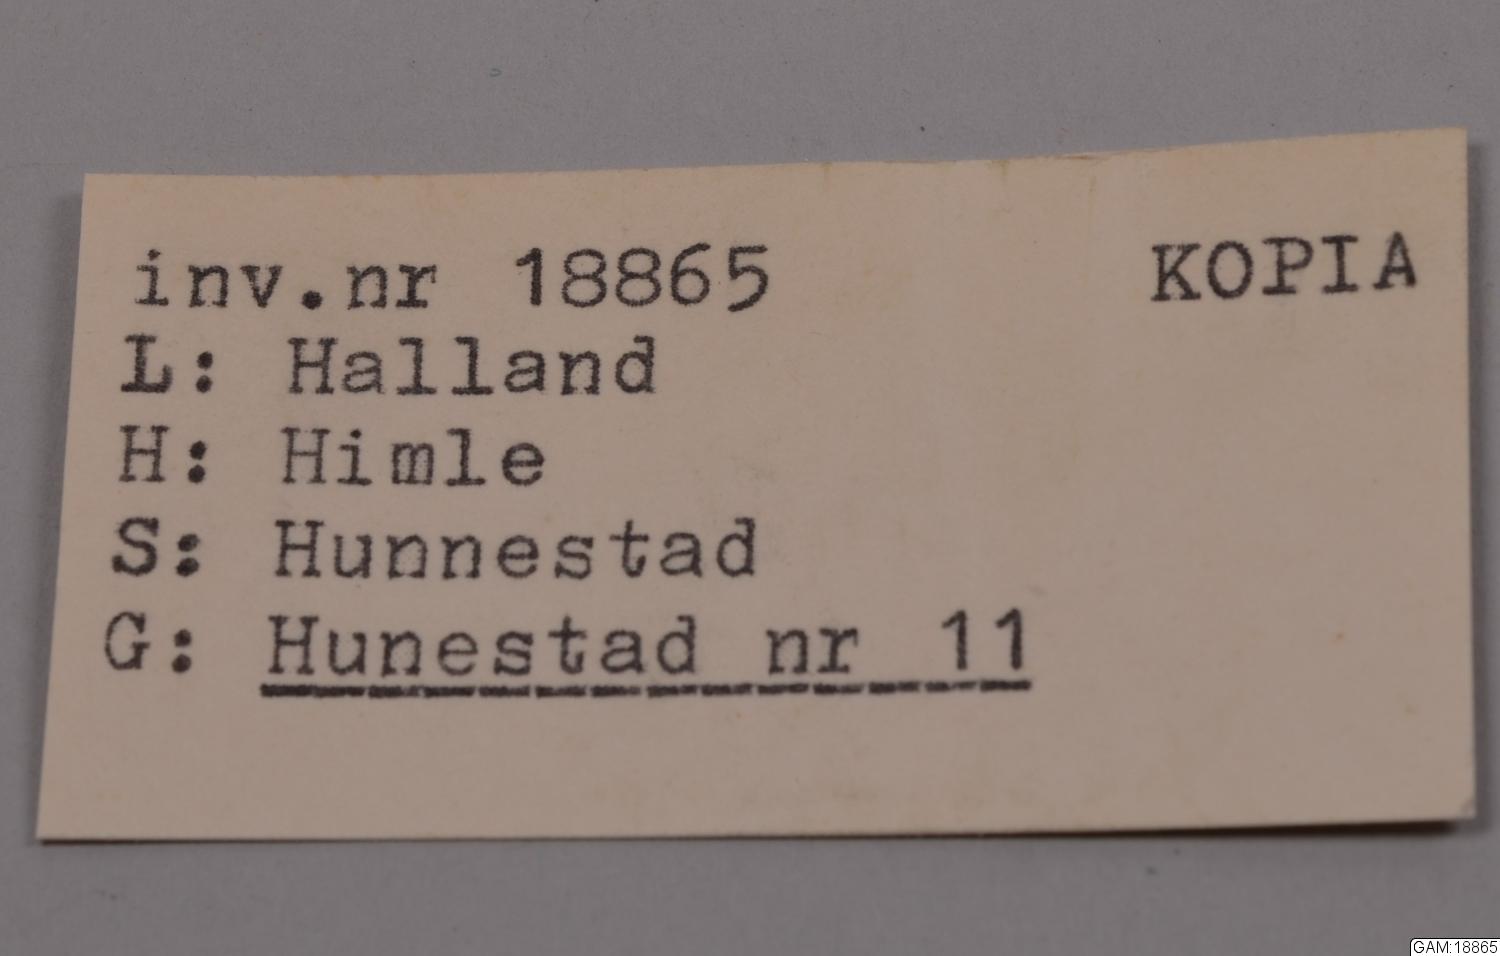 inv.nr 18865 KOPIA
L: Halland
H: Himle
S: Hunnestad
G: Hunestad nr 11
GAM:18865